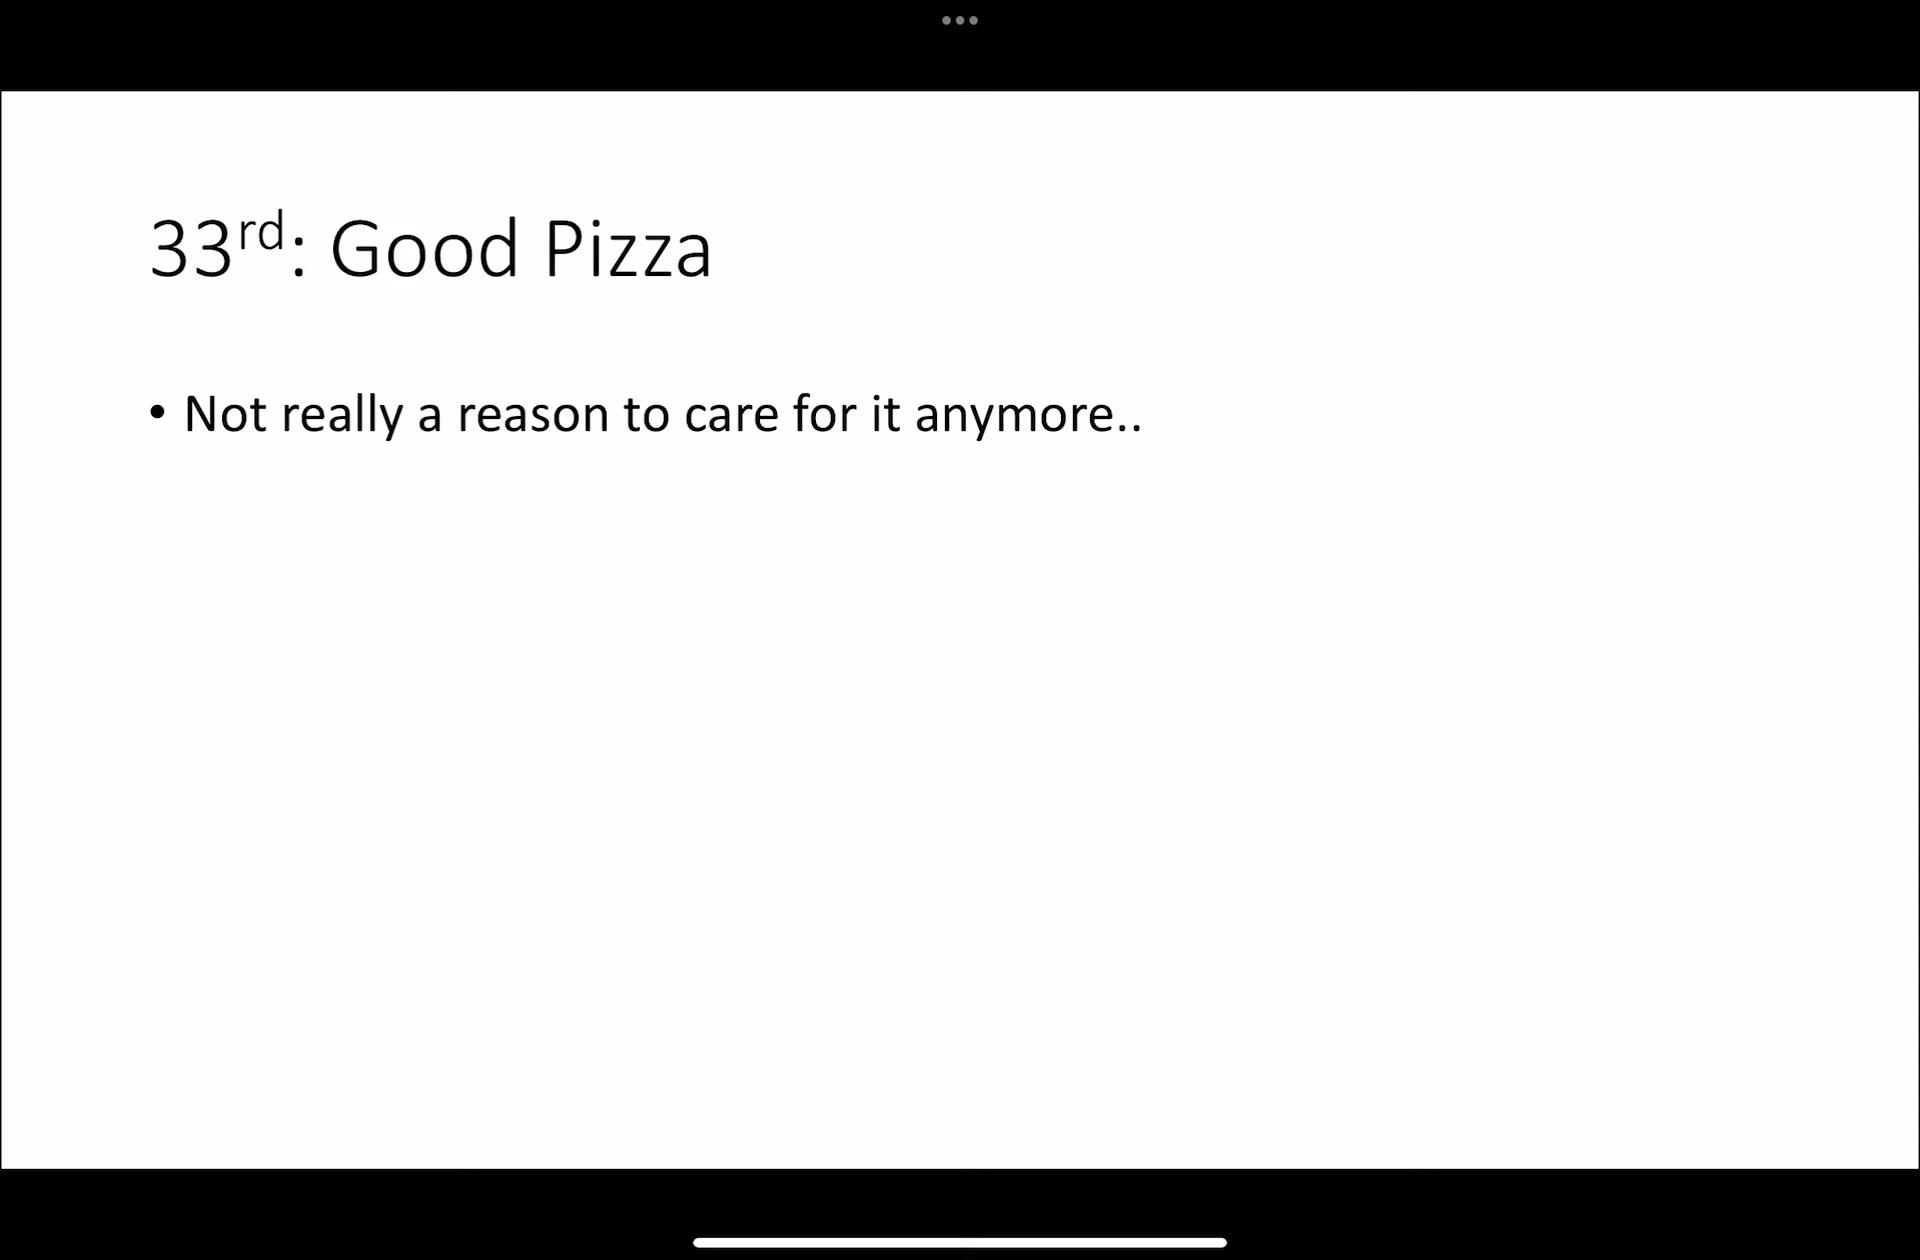 33rd: Good Pizza
• Not really a reason to care for it anymore..